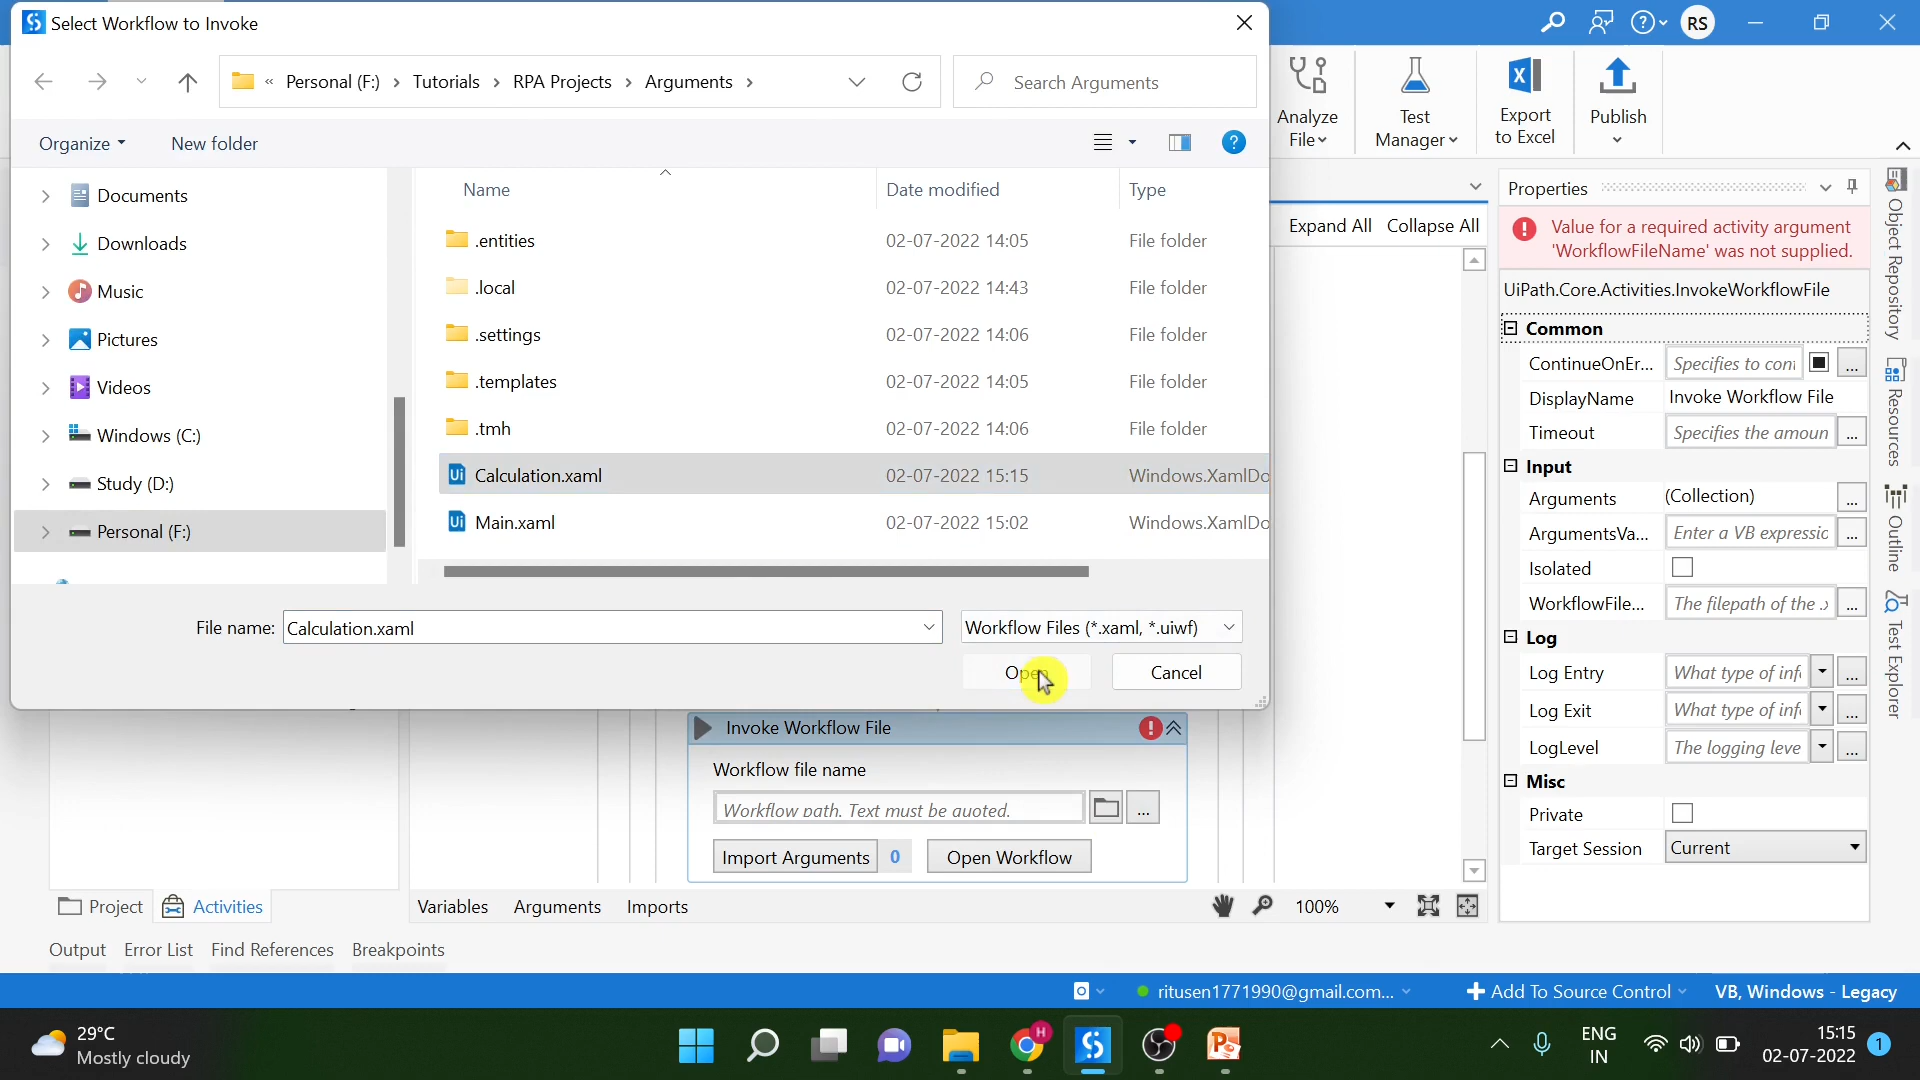 Select Workflow to Invoke
RS
« Personal (F:) › Tutorials › RPA Projects › Arguments ›
Search Arguments
Organize
New folder
Analyze File
Test Manager
Export to Excel
Publish
Documents
Downloads
Music
Pictures
Videos
Windows (C:)
Study (D:)
Personal (F:)
Name Date modified Type
.entities 02-07-2022 14:05 File folder
.local 02-07-2022 14:43 File folder
.settings 02-07-2022 14:06 File folder
.templates 02-07-2022 14:05 File folder
.tmh 02-07-2022 14:06 File folder
Calculation.xaml 02-07-2022 15:15 Windows.XamlDo
Main.xaml 02-07-2022 15:02 Windows.XamlDo
File name: Calculation.xaml
Workflow Files (*.xaml, *.uiwf)
Open
Cancel
Expand All Collapse All
Properties
Value for a required activity argument
'WorkflowFileName' was not supplied.
UiPath.Core.Activities.InvokeWorkflowFile
Common
ContinueOnEr... Specifies to cont ...
DisplayName Invoke Workflow File
Timeout Specifies the amoun ...
Input
Arguments (Collection) ...
ArgumentsVa... Enter a VB expressic ...
Isolated
WorkflowFile... The filepath of the .x ...
Log
Log Entry What type of infc ...
Log Exit What type of infc ...
LogLevel The logging leve ...
Misc
Private
Target Session Current
Object Repository
Resources
Outline
Test Explorer
Invoke Workflow File
Workflow file name
Workflow path. Text must be quoted. ...
Import Arguments 0
Open Workflow
Project Activities
Variables Arguments Imports
100%
Output Error List Find References Breakpoints
ritusen1771990@gmail.com...
Add To Source Control
VB, Windows - Legacy
29°C
Mostly cloudy
H
ENG
IN
15:15
02-07-2022
1